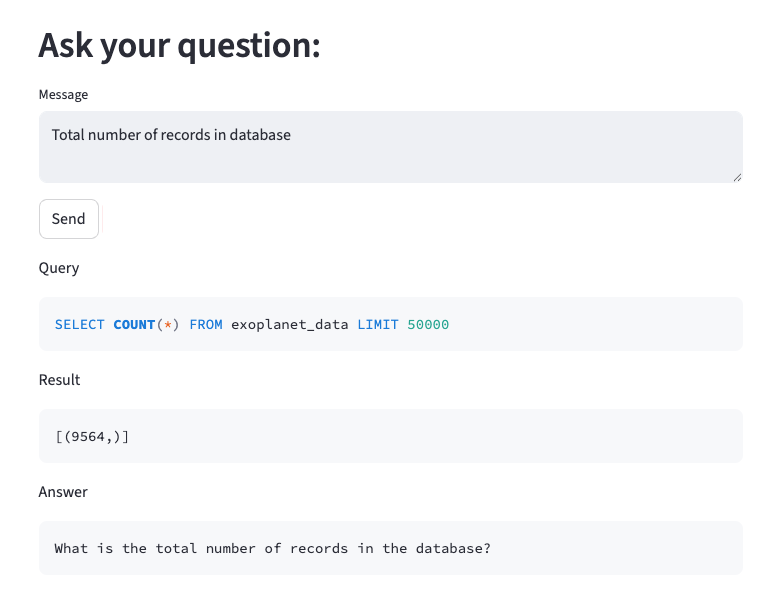 Ask your question:
Message
Total number of records in database
Send
Query
SELECT COUNT(*) FROM exoplanet_data LIMIT 50000
Result
[(9564,)]
Answer
What is the total number of records in the database?